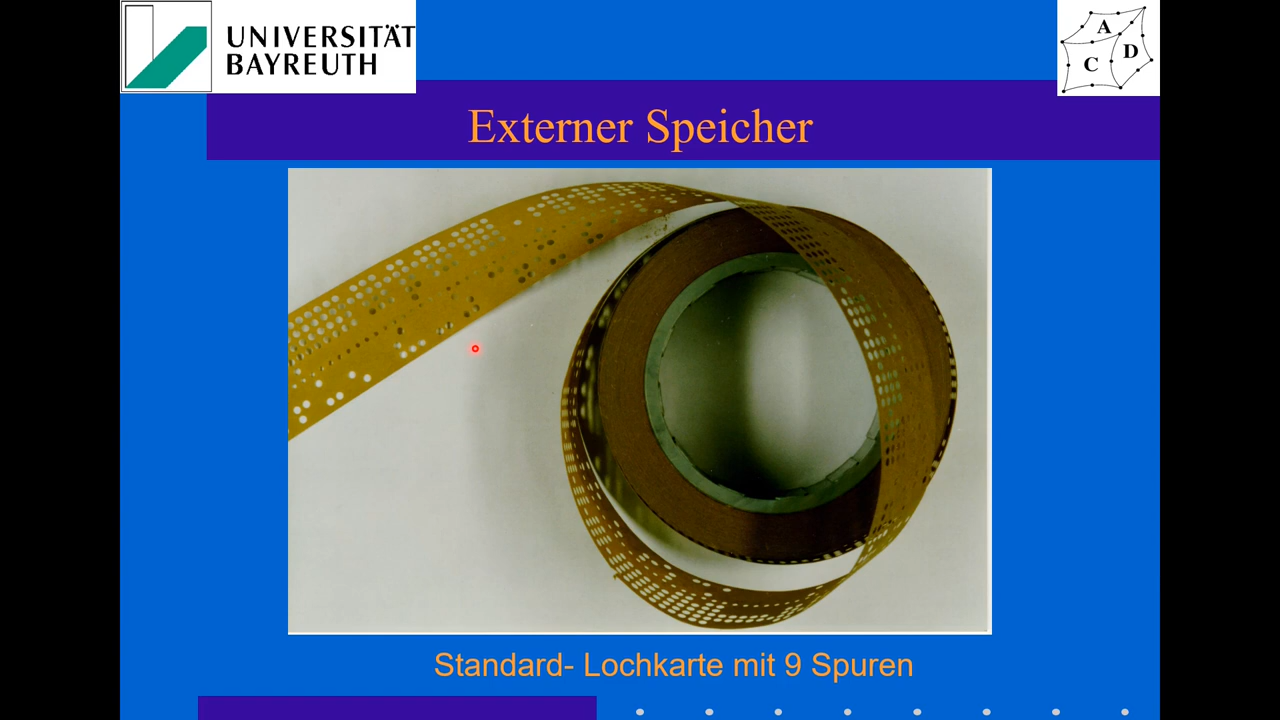 UNIVERSITÄT
BAYREUTH
A
C D
Externer Speicher
Standard- Lochkarte mit 9 Spuren